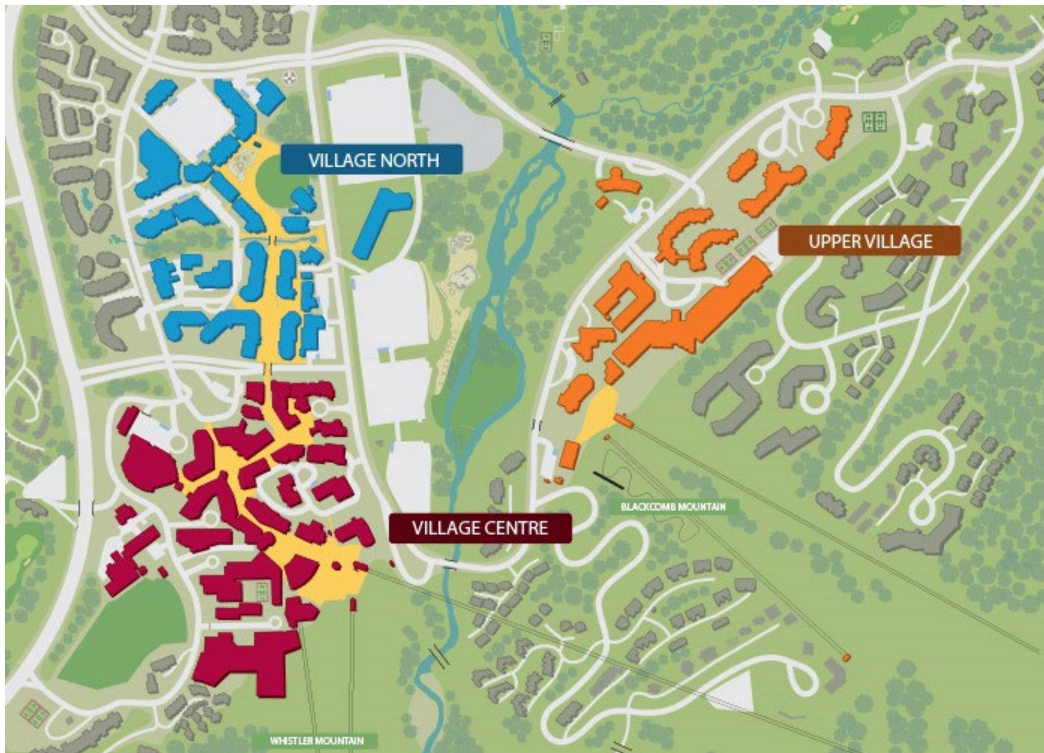 VILLAGE NORTH
UPPER VILLAGE
BLACKCOMB MOUNTAIN
VILLAGE CENTRE
WHISTLER MOUNTAIN